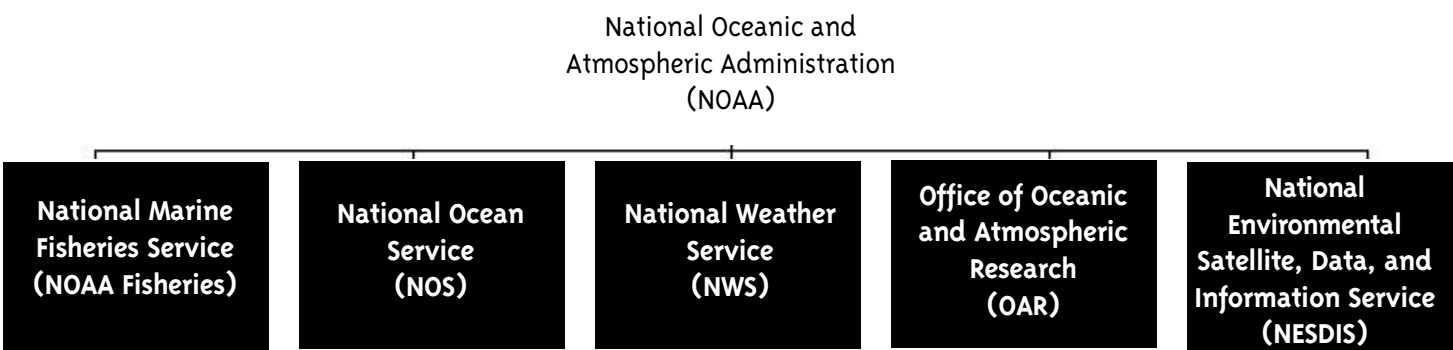 National Oceanic and
Atmospheric Administration
(NOAA)
National Marine
Fisheries Service
(NOAA Fisheries)
National Ocean
Service
(NOS)
National Weather
Service
(NWS)
Office of Oceanic
and Atmospheric
Research
(OAR)
National
Environmental
Satellite, Data, and
Information Service
(NESDIS)